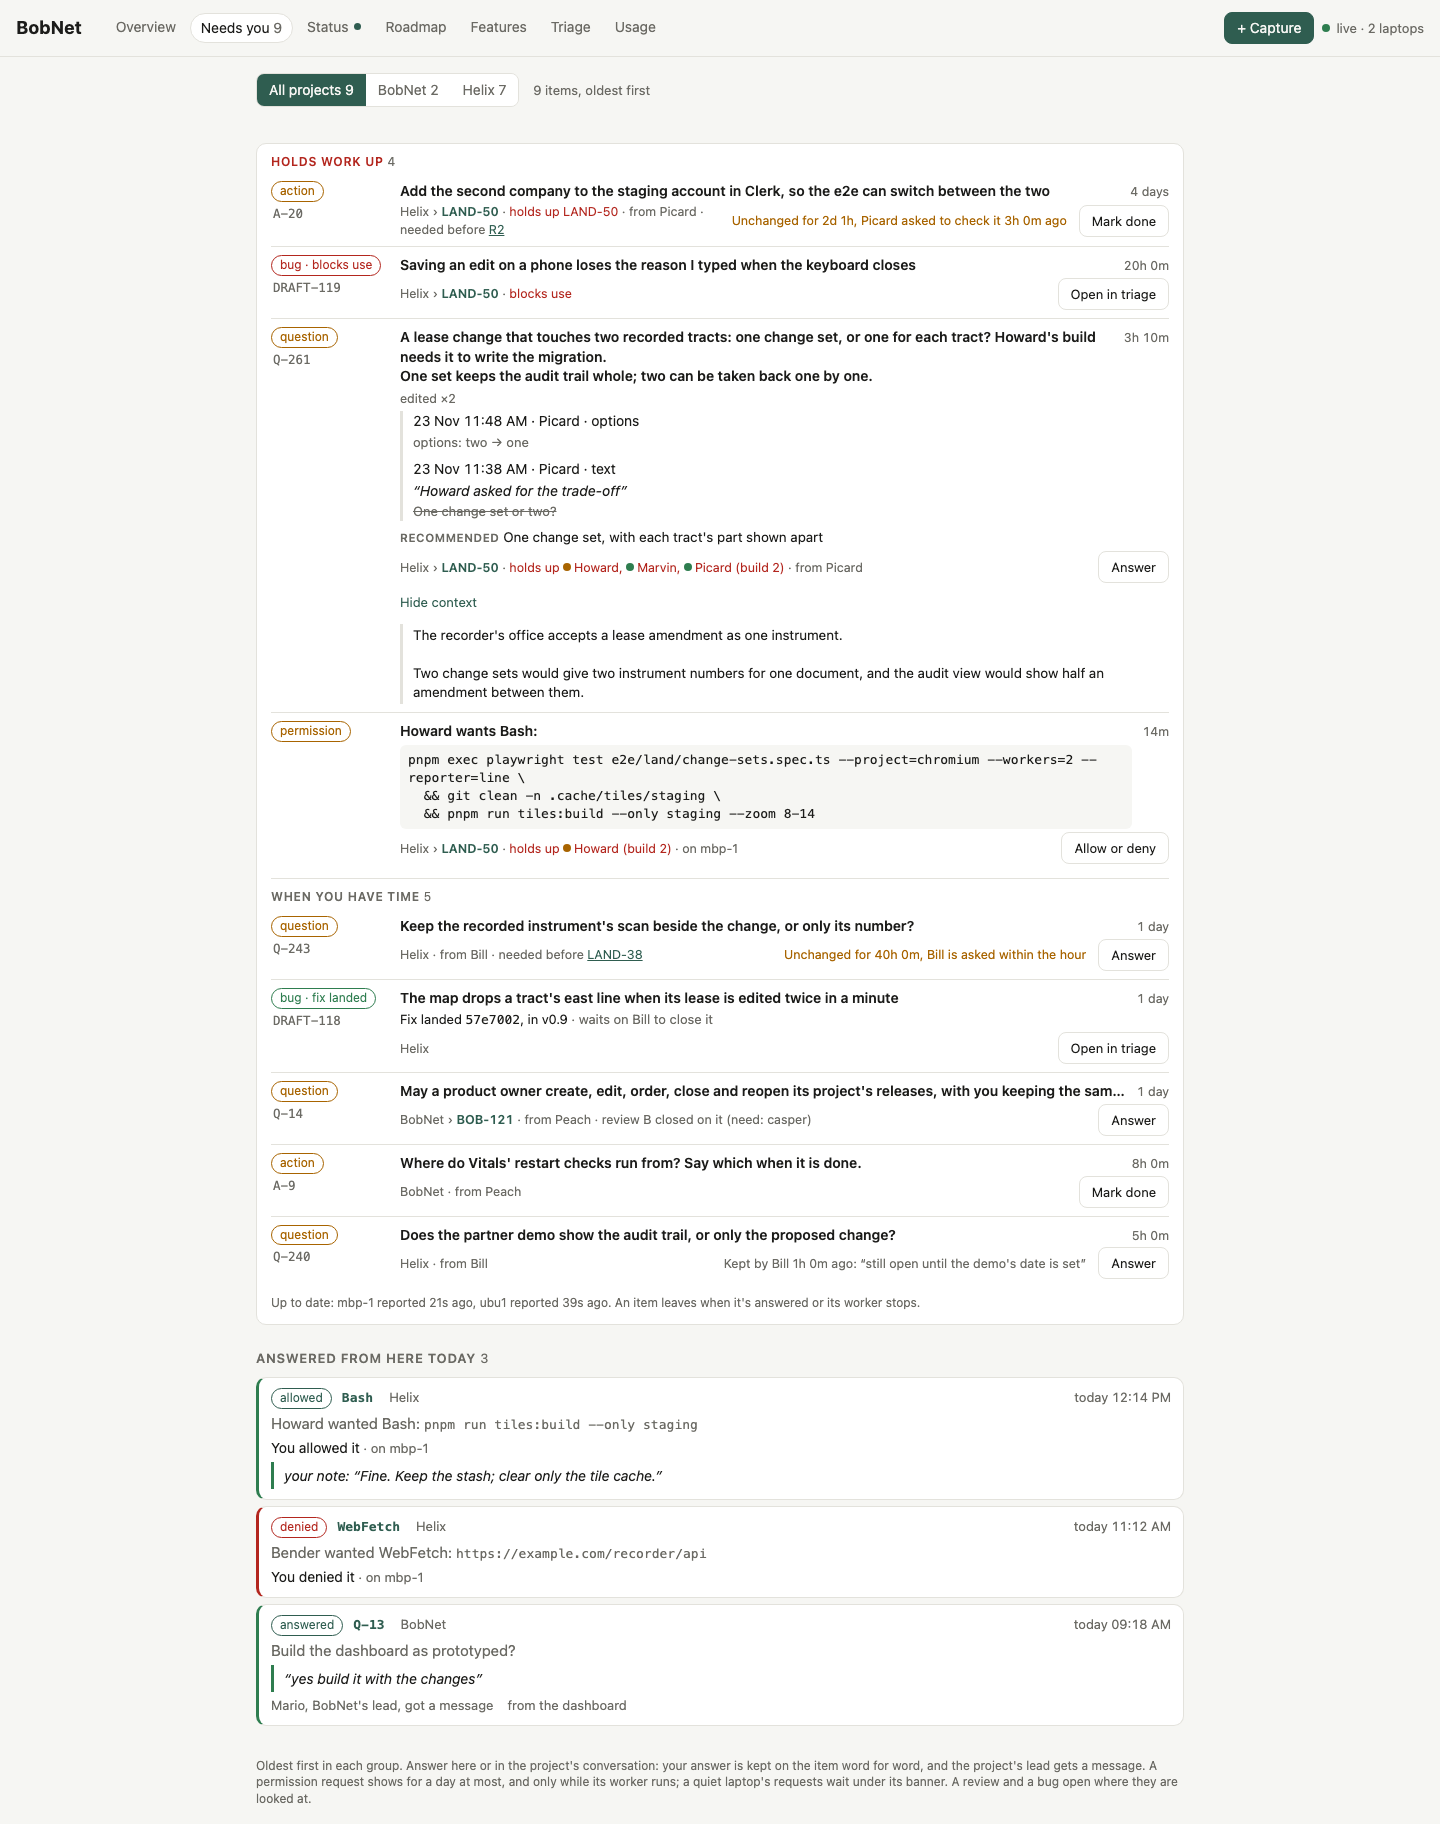 BobNet
Overview
Needs you 9
Status
Roadmap
Features
Triage
Usage
+ Capture
live · 2 laptops
All projects 9
BobNet 2
Helix 7
9 items, oldest first
HOLDS WORK UP 4
action
Add the second company to the staging account in Clerk, so the e2e can switch between the two
4 days
A-20
Helix › LAND-50 · holds up LAND-50 · from Picard ·
needed before R2
Unchanged for 2d 1h, Picard asked to check it 3h 0m ago
Mark done
bug · blocks use
Saving an edit on a phone loses the reason I typed when the keyboard closes
20h 0m
DRAFT-119
Helix › LAND-50 · blocks use
Open in triage
question
A lease change that touches two recorded tracts: one change set, or one for each tract? Howard's build
needs it to write the migration.
One set keeps the audit trail whole; two can be taken back one by one.
3h 10m
Q-261
edited ×2
23 Nov 11:48 AM · Picard · options
options: two → one
23 Nov 11:38 AM · Picard · text
“Howard asked for the trade-off”
One change set or two?
RECOMMENDED One change set, with each tract's part shown apart
Helix › LAND-50 · holds up Howard, Marvin, Picard (build 2) · from Picard
Answer
Hide context
The recorder's office accepts a lease amendment as one instrument.
Two change sets would give two instrument numbers for one document, and the audit view would show half an
amendment between them.
permission
Howard wants Bash:
14m
pnpm exec playwright test e2e/land/change-sets.spec.ts --project=chromium --workers=2 --
reporter=line \
&& git clean -n .cache/tiles/staging \
&& pnpm run tiles:build --only staging --zoom 8-14
Helix › LAND-50 · holds up Howard (build 2) · on mbp-1
Allow or deny
WHEN YOU HAVE TIME 5
question
Keep the recorded instrument's scan beside the change, or only its number?
1 day
Q-243
Helix · from Bill · needed before LAND-38
Unchanged for 40h 0m, Bill is asked within the hour
Answer
bug · fix landed
The map drops a tract's east line when its lease is edited twice in a minute
1 day
DRAFT-118
Fix landed 57e7002, in v0.9 · waits on Bill to close it
Helix
Open in triage
question
May a product owner create, edit, order, close and reopen its project's releases, with you keeping the sam...
1 day
Q-14
BobNet › BOB-121 · from Peach · review B closed on it (need: casper)
Answer
action
Where do Vitals' restart checks run from? Say which when it is done.
8h 0m
A-9
BobNet · from Peach
Mark done
question
Does the partner demo show the audit trail, or only the proposed change?
5h 0m
Q-240
Helix · from Bill
Kept by Bill 1h 0m ago: “still open until the demo's date is set”
Answer
Up to date: mbp-1 reported 21s ago, ubu1 reported 39s ago. An item leaves when it's answered or its worker stops.
ANSWERED FROM HERE TODAY 3
allowed
Bash
Helix
today 12:14 PM
Howard wanted Bash: pnpm run tiles:build --only staging
You allowed it · on mbp-1
your note: “Fine. Keep the stash; clear only the tile cache.”
denied
WebFetch
Helix
today 11:12 AM
Bender wanted WebFetch: https://example.com/recorder/api
You denied it · on mbp-1
answered
Q-13
BobNet
today 09:18 AM
Build the dashboard as prototyped?
“yes build it with the changes”
Mario, BobNet's lead, got a message
from the dashboard
Oldest first in each group. Answer here or in the project's conversation: your answer is kept on the item word for word, and the project's lead gets a message. A
permission request shows for a day at most, and only while its worker runs; a quiet laptop's requests wait under its banner. A review and a bug open where they are
looked at.